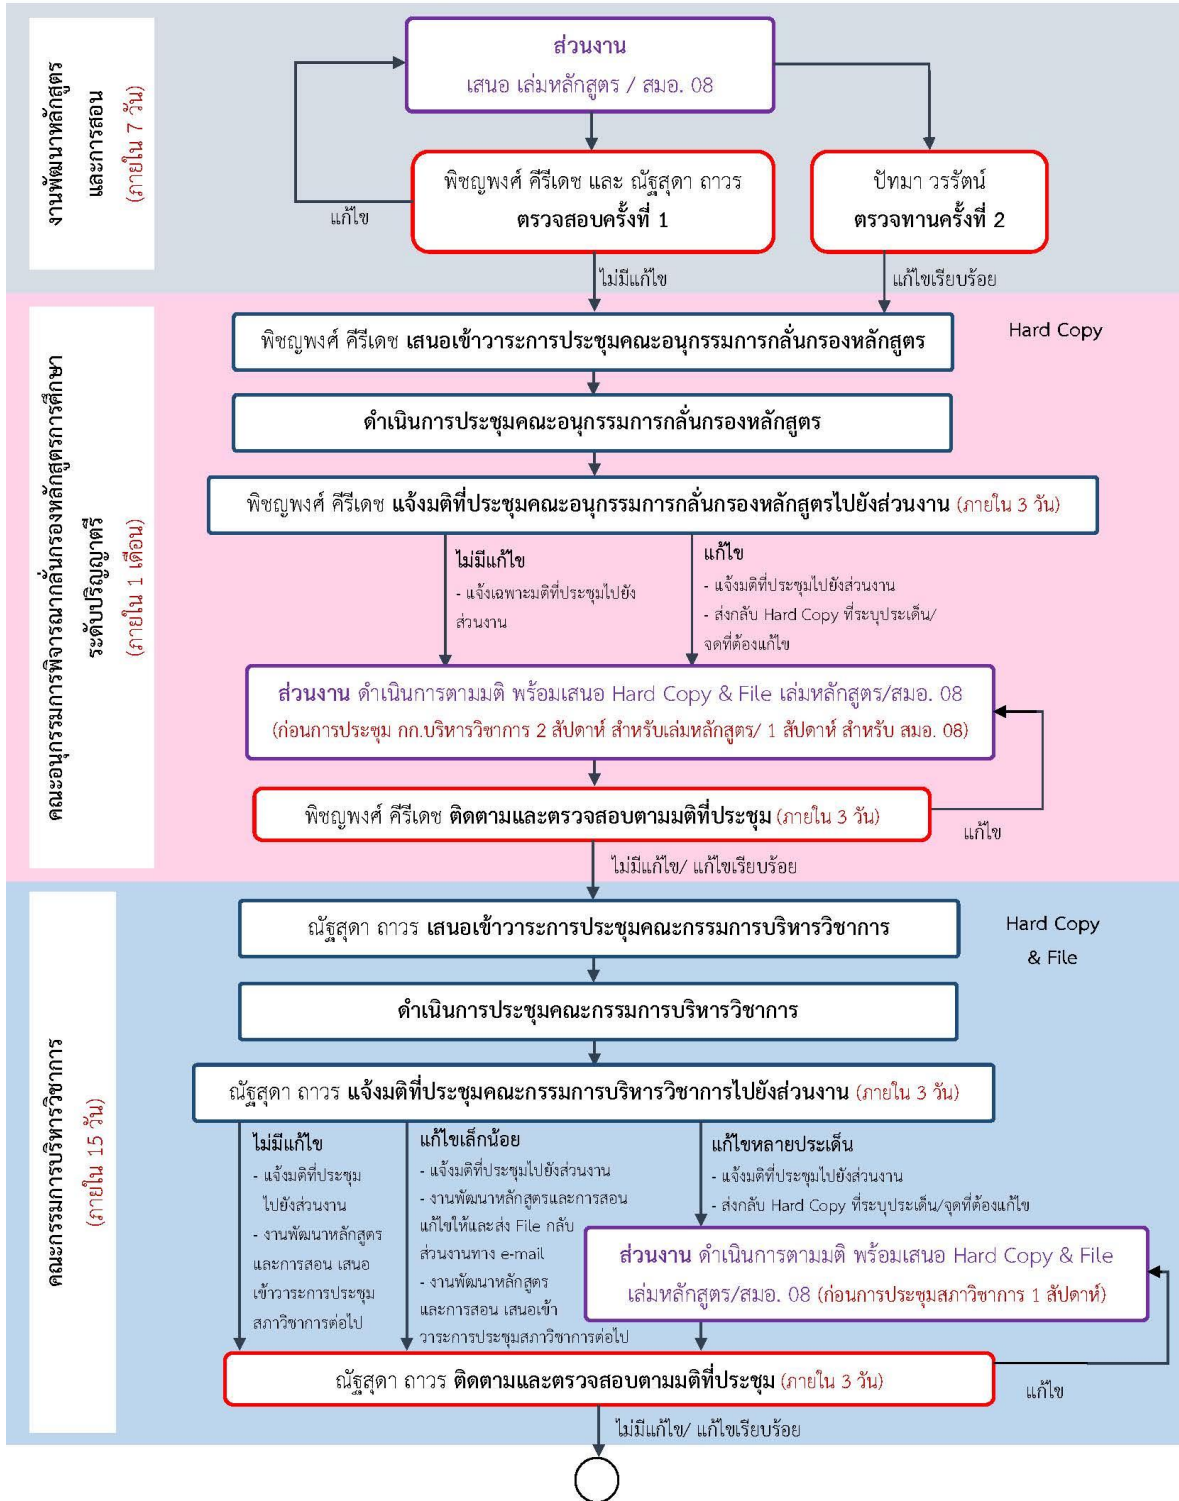 งานพัฒนาหลักสูตร
และการสอน
(ภายใน 7 วัน)
ส่วนงาน
เสนอ เล่มหลักสูตร / สมอ. 08
พิชญพงศ์ คีรีเดช และ ณัฐสุดา ถาวร
ตรวจสอบครั้งที่ 1
ปัทมา วรรัตน์
ตรวจทานครั้งที่ 2
แก้ไข
ไม่มีแก้ไข
แก้ไขเรียบร้อย
คณะอนุกรรมการพิจารณากลั่นกรองหลักสูตรการศึกษา
ระดับปริญญาตรี
(ภายใน 1 เดือน)
Hard Copy
พิชญพงศ์ คีรีเดช เสนอเข้าวาระการประชุมคณะอนุกรรมการกลั่นกรองหลักสูตร
ดำเนินการประชุมคณะอนุกรรมการกลั่นกรองหลักสูตร
พิชญพงศ์ คีรีเดช แจ้งมติที่ประชุมคณะอนุกรรมการกลั่นกรองหลักสูตรไปยังส่วนงาน (ภายใน 3 วัน)
ไม่มีแก้ไข
- แจ้งเฉพาะมติที่ประชุมไปยัง
ส่วนงาน
แก้ไข
- แจ้งมติที่ประชุมไปยังส่วนงาน
- ส่งกลับ Hard Copy ที่ระบุประเด็น/
จดที่ต้องแก้ไข
ส่วนงาน ดำเนินการตามมติ พร้อมเสนอ Hard Copy & File เล่มหลักสูตร/สมอ. 08
(ก่อนการประชุม กก.บริหารวิชาการ 2 สัปดาห์ สำหรับเล่มหลักสูตร/ 1 สัปดาห์ สำหรับ สมอ. 08)
พิชญพงศ์ คีรีเดช ติดตามและตรวจสอบตามมติที่ประชุม (ภายใน 3 วัน)
แก้ไข
ไม่มีแก้ไข/ แก้ไขเรียบร้อย
คณะกรรมการบริหารวิชาการ
(ภายใน 15 วัน)
Hard Copy
& File
ณัฐสุดา ถาวร เสนอเข้าวาระการประชุมคณะกรรมการบริหารวิชาการ
ดำเนินการประชุมคณะกรรมการบริหารวิชาการ
ณัฐสุดา ถาวร แจ้งมติที่ประชุมคณะกรรมการบริหารวิชาการไปยังส่วนงาน (ภายใน 3 วัน)
ไม่มีแก้ไข
- แจ้งมติที่ประชุม
ไปยังส่วนงาน
- งานพัฒนาหลักสูตร
และการสอน เสนอ
เข้าวาระการประชุม
สภาวิชาการต่อไป
แก้ไขเล็กน้อย
- แจ้งมติที่ประชุมไปยังส่วนงาน
- งานพัฒนาหลักสูตรและการสอน
แก้ไขให้และส่ง File กลับ
ส่วนงานทาง e-mail
- งานพัฒนาหลักสูตร
และการสอน เสนอเข้า
วาระการประชุมสภาวิชาการต่อไป
แก้ไขหลายประเด็น
- แจ้งมติที่ประชุมไปยังส่วนงาน
- ส่งกลับ Hard Copy ที่ระบุประเด็น/จุดที่ต้องแก้ไข
ส่วนงาน ดำเนินการตามมติ พร้อมเสนอ Hard Copy & File
เล่มหลักสูตร/สมอ. 08 (ก่อนการประชุมสภาวิชาการ 1 สัปดาห์)
ณัฐสุดา ถาวร ติดตามและตรวจสอบตามมติที่ประชุม (ภายใน 3 วัน)
แก้ไข
ไม่มีแก้ไข/ แก้ไขเรียบร้อย